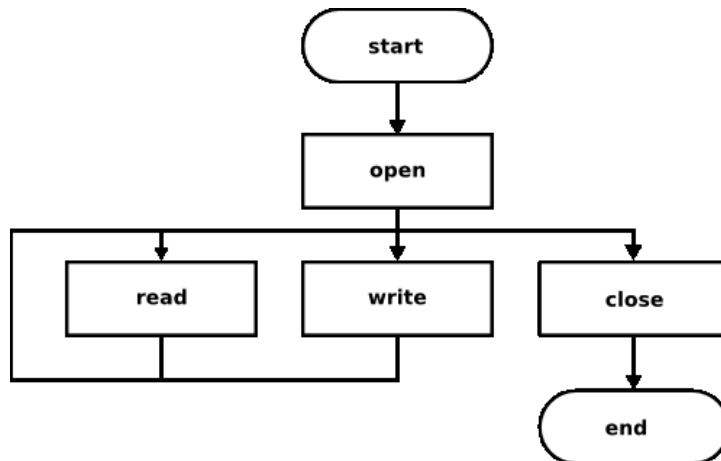 start
open
read
write
close
end